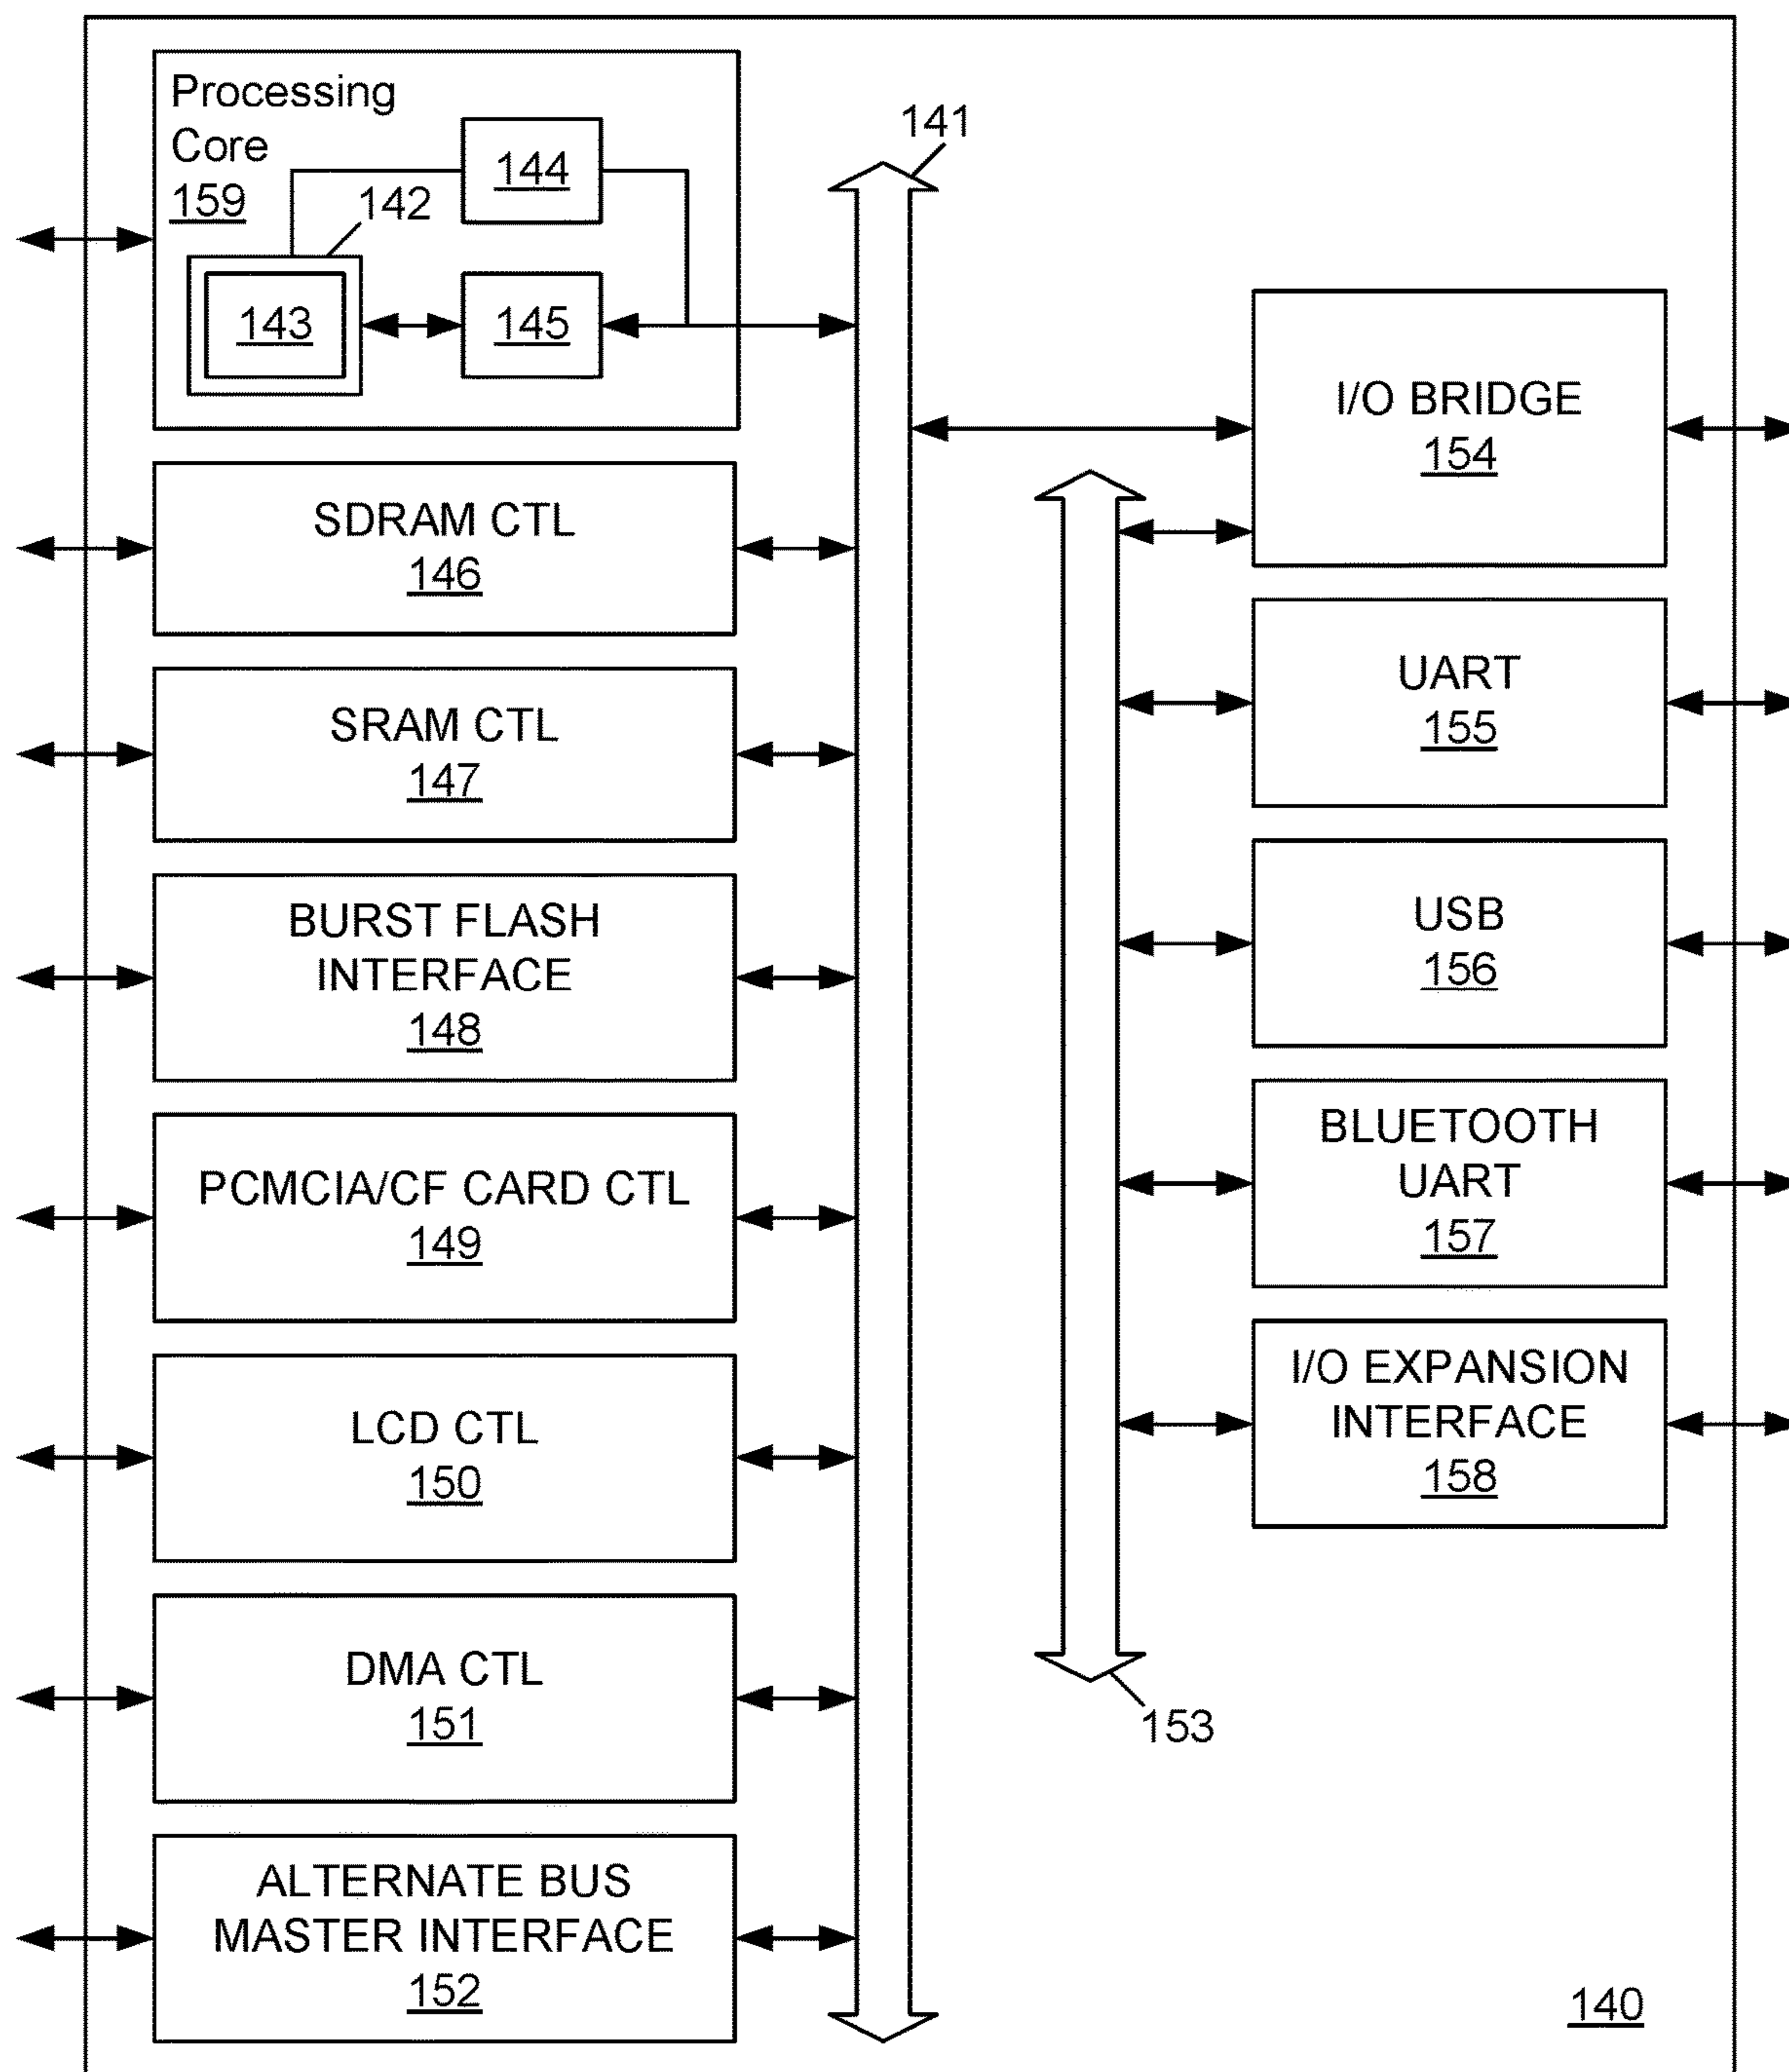 Processing
Core
159
142
144
143
145
141
SDRAM CTL
146
SRAM CTL
147
BURST FLASH
INTERFACE
148
PCMCIA/CF CARD CTL
149
LCD CTL
150
DMA CTL
151
ALTERNATE BUS
MASTER INTERFACE
152
I/O BRIDGE
154
UART
155
USB
156
BLUETOOTH
UART
157
I/O EXPANSION
INTERFACE
158
153
140